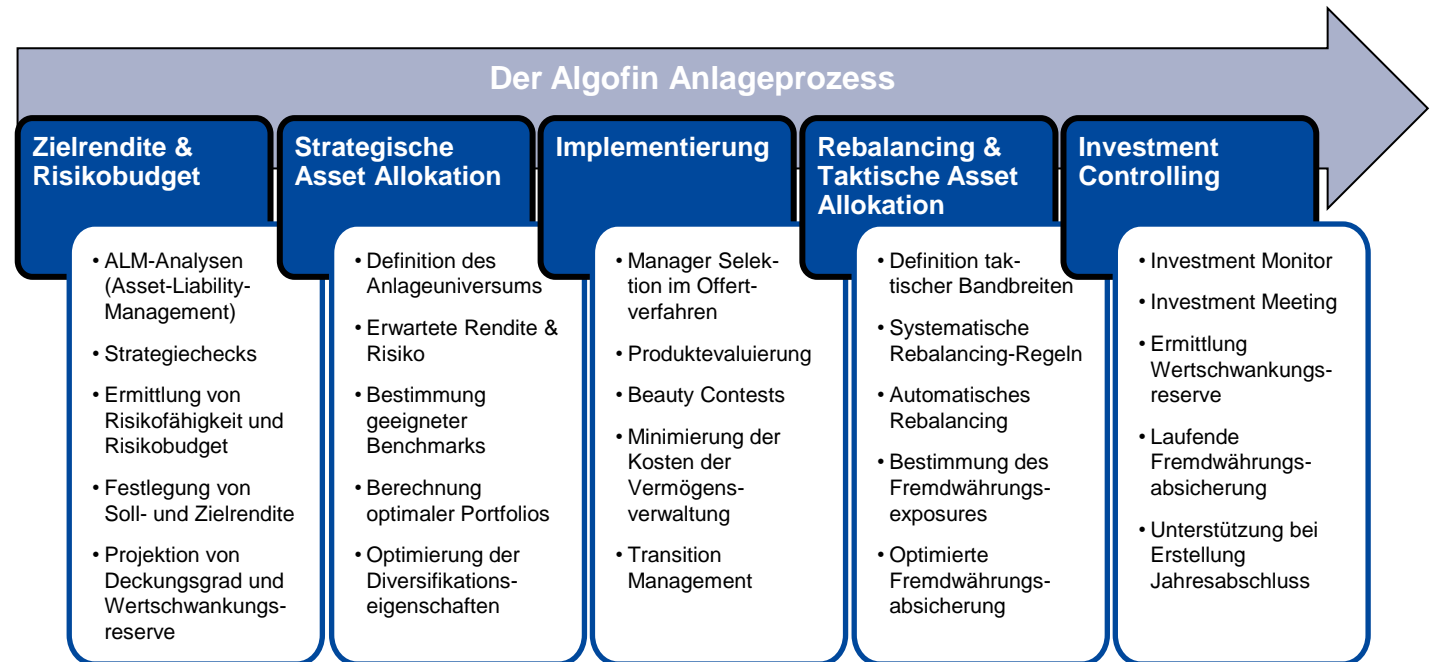 Der Algofin Anlageprozess
Zielrendite &
Risikobudget
• ALM-Analysen
(Asset-Liability-
Management)
• Strategiechecks
• Ermittlung von
Risikofähigkeit und
Risikobudget
• Festlegung von
Soll- und Zielrendite
• Projektion von
Deckungsgrad und
Wertschwankungs-
reserve
Strategische
Asset Allokation
• Definition des
Anlageuniversums
• Erwartete Rendite &
Risiko
• Bestimmung
geeigneter
Benchmarks
• Berechnung
optimaler Portfolios
• Optimierung der
Diversifikations-
eigenschaften
Implementierung
• Manager Selek-
tion im Offert-
verfahren
• Produktevaluierung
• Beauty Contests
• Minimierung der
Kosten der
Vermögens-
verwaltung
• Transition
Management
Rebalancing &
Taktische Asset
Allokation
• Definition tak-
tischer Bandbreiten
• Systematische
Rebalancing-Regeln
• Automatisches
Rebalancing
• Bestimmung des
Fremdwährungs-
exposures
• Optimierte
Fremdwährungs-
absicherung
Investment
Controlling
• Investment Monitor
• Investment Meeting
• Ermittlung
Wertschwankungs-
reserve
• Laufende
Fremdwährungs-
absicherung
• Unterstützung bei
Erstellung
Jahresabschluss